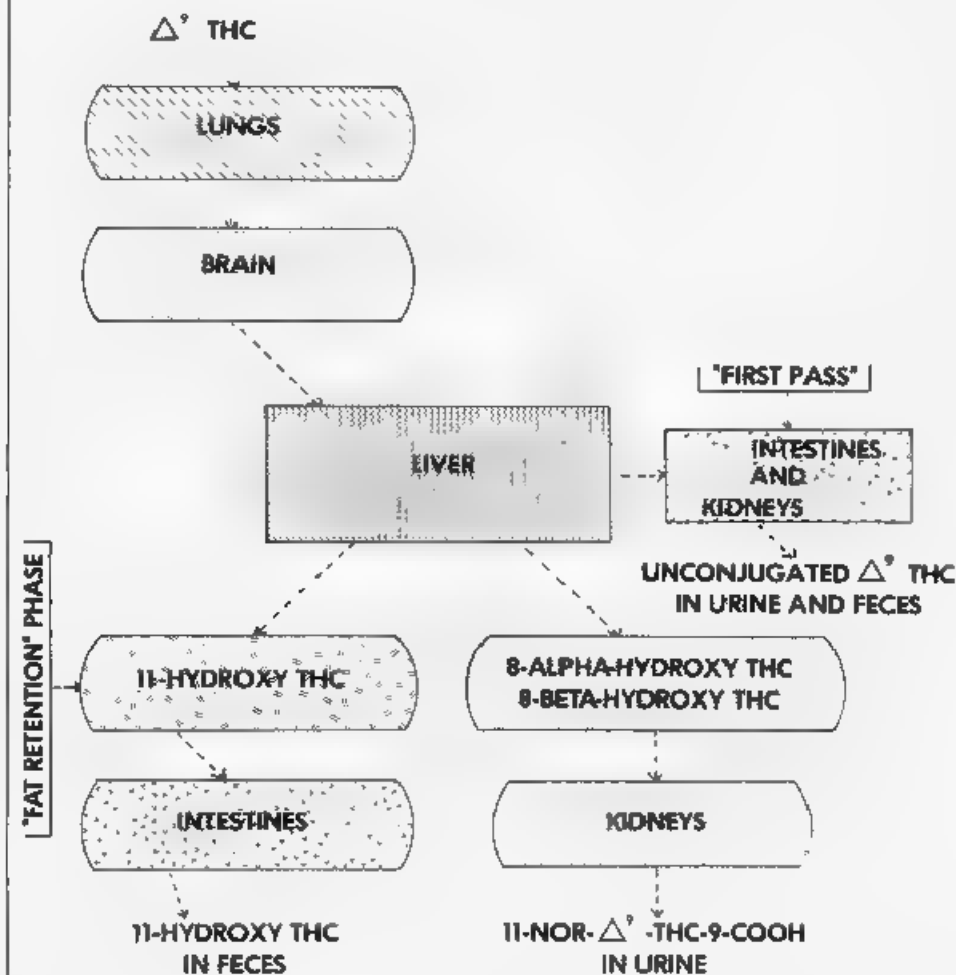 △⁹ THC
LUNGS
BRAIN
"FIRST PASS"
LIVER
INTESTINES
AND
KIDNEYS
UNCONJUGATED △⁹ THC
IN URINE AND FECES
"FAT RETENTION" PHASE
11-HYDROXY THC
8-ALPHA-HYDROXY THC
8-BETA-HYDROXY THC
INTESTINES
KIDNEYS
11-HYDROXY THC
IN FECES
11-NOR-△⁹-THC-9-COOH
IN URINE